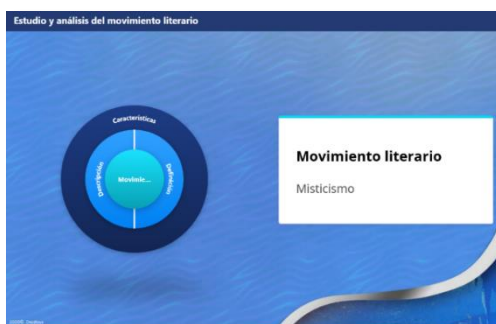 Estudio y análisis del movimiento literario
Características
Descripción
Definición
Movimie...
Movimiento literario
Misticismo